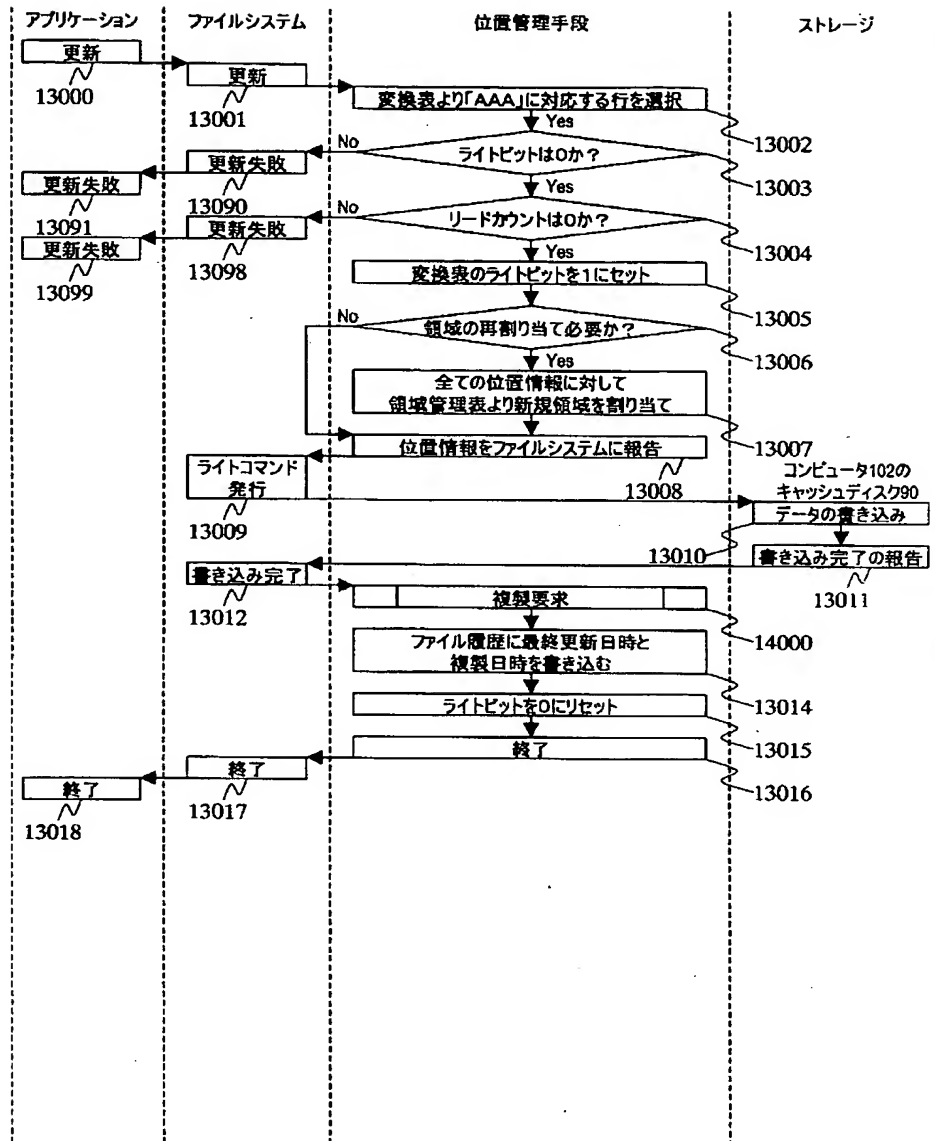 アプリケーション
ファイルシステム
位置管理手段
ストレージ
更新
13000
更新
13001
変換表より「AAA」に対応する行を選択
13002
Yes
ライトビットは0か?
13003
No
更新失敗
13090
更新失敗
13091
Yes
リードカウントは0か?
13004
No
更新失敗
13098
更新失敗
13099
Yes
変換表のライトビットを1にセット
13005
領域の再割り当て必要か?
13006
No
Yes
全ての位置情報に対して
領域管理表より新規領域を割り当て
13007
位置情報をファイルシステムに報告
13008
ライトコマンド
発行
13009
コンピュータ102の
キャッシュディスク90
データの書き込み
13010
書き込み完了の報告
13011
書き込み完了
13012
複製要求
14000
ファイル履歴に最終更新日時と
複製日時を書き込む
13014
ライトビットを0にリセット
13015
終了
13016
終了
13017
終了
13018